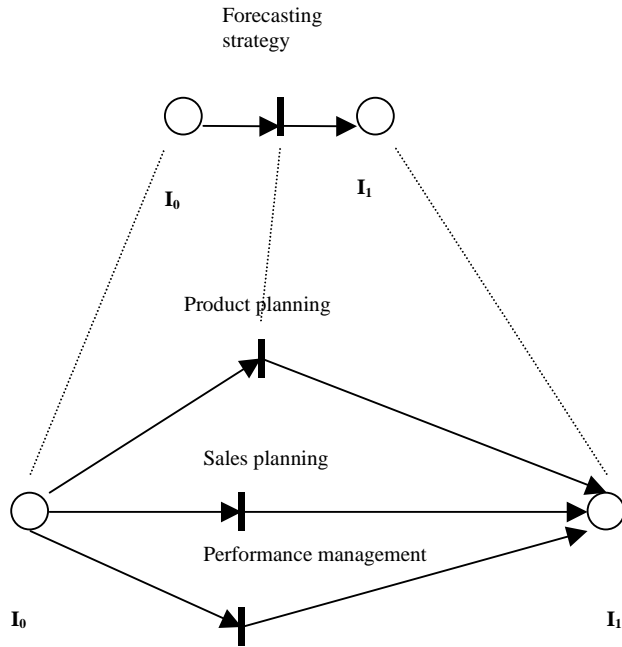 Forecasting
strategy
I₀
I₁
Product planning
Sales planning
Performance management
I₀
I₁